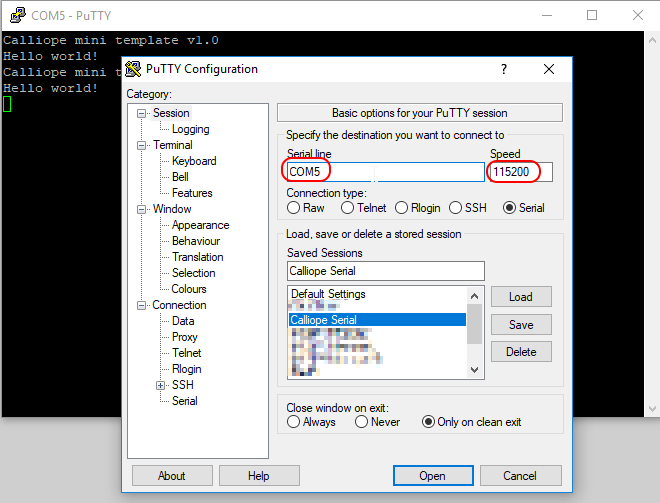 COM5 - PuTTY
Calliope mini template v1.0
Hello world!
Calliope mini t
Hello world!
PuTTY Configuration
?
Category:
Session
Logging
Terminal
Keyboard
Bell
Features
Window
Appearance
Behaviour
Translation
Selection
Colours
Connection
Data
Proxy
Telnet
Rlogin
SSH
Serial
Basic options for your PuTTY session
Specify the destination you want to connect to
Serial line Speed
COM5 115200
Connection type:
Raw Telnet Rlogin SSH Serial
Load, save or delete a stored session
Saved Sessions
Calliope Serial
Default Settings
Calliope Serial
Load
Save
Delete
Close window on exit:
Always Never Only on clean exit
About Help Open Cancel